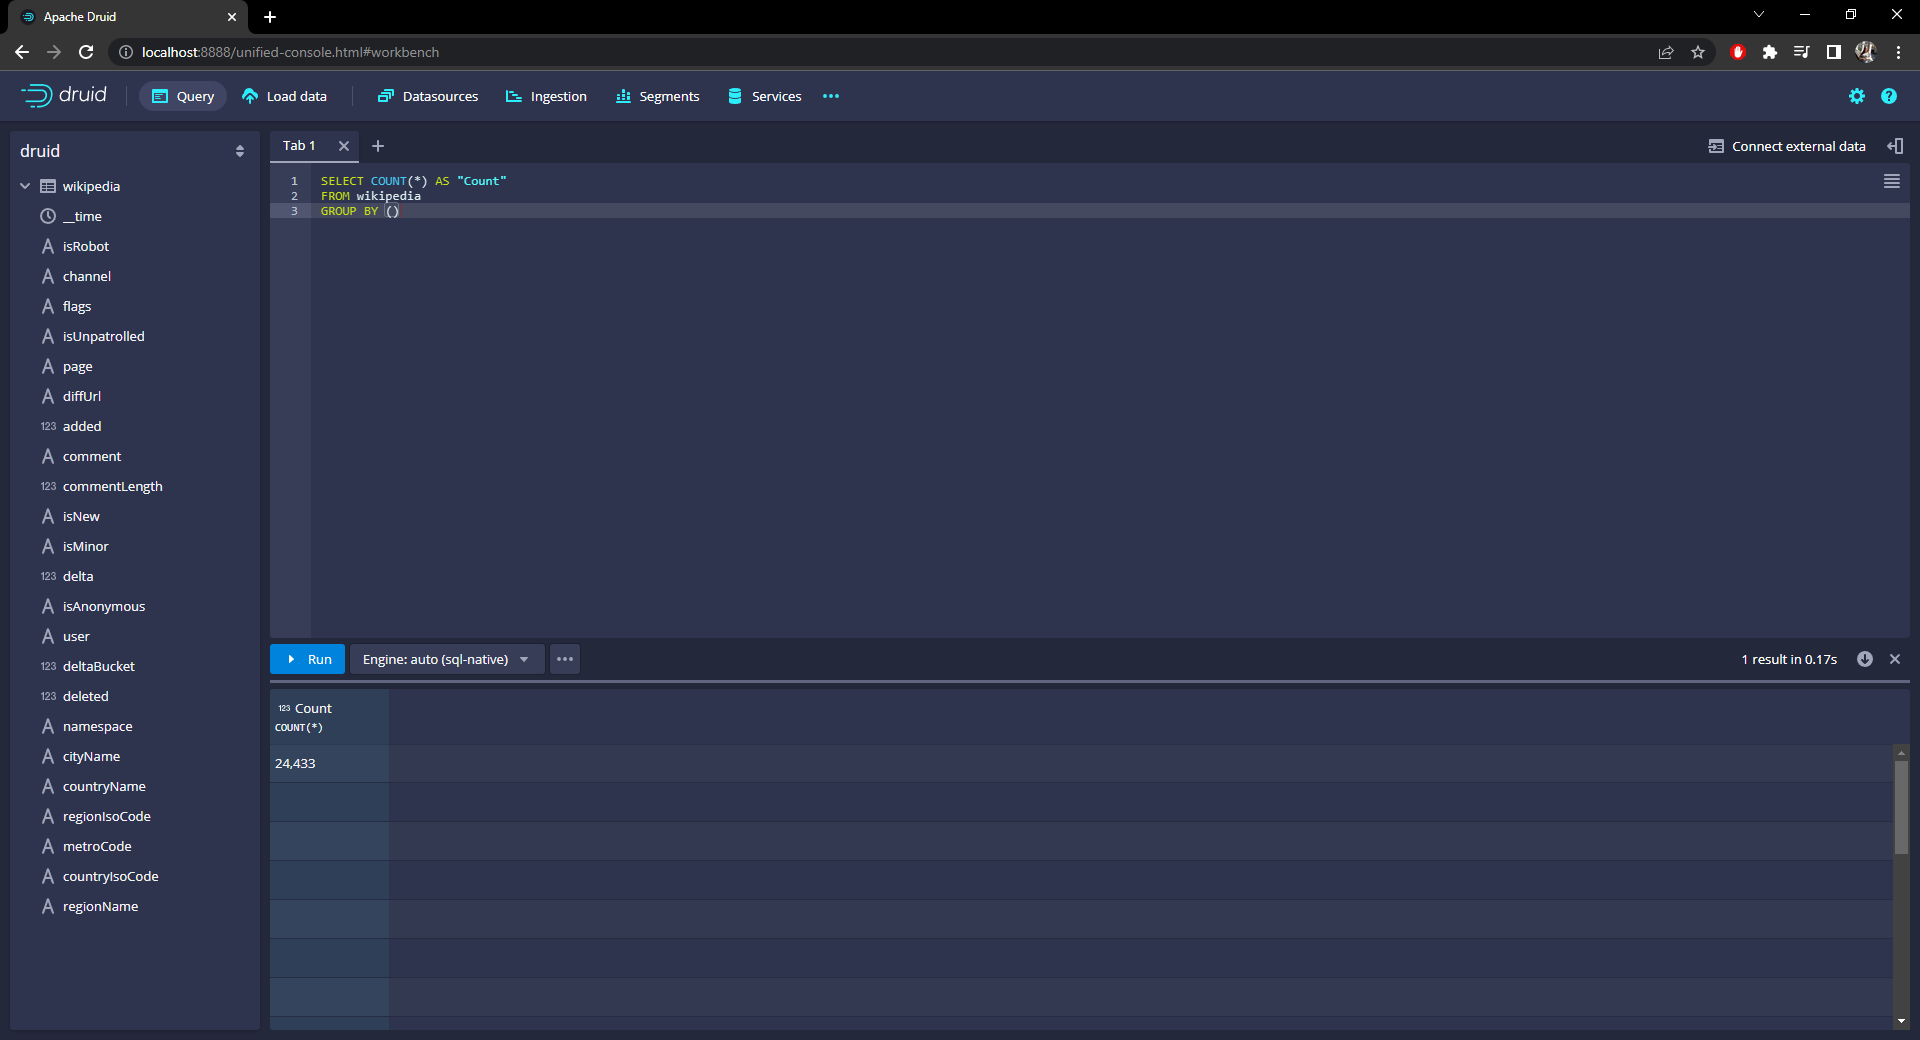 Apache Druid
localhost:8888/unified-console.html#workbench
druid
Query
Load data
Datasources
Ingestion
Segments
Services
druid
wikipedia
__time
isRobot
channel
flags
isUnpatrolled
page
diffUrl
123 added
comment
123 commentLength
isNew
isMinor
123 delta
isAnonymous
user
123 deltaBucket
123 deleted
namespace
cityName
countryName
regionIsoCode
metroCode
countryIsoCode
regionName
Tab 1
Connect external data
1 SELECT COUNT(*) AS "Count"
2 FROM wikipedia
3 GROUP BY ()
Run
Engine: auto (sql-native)
1 result in 0.17s
123 Count
COUNT(*)
24,433